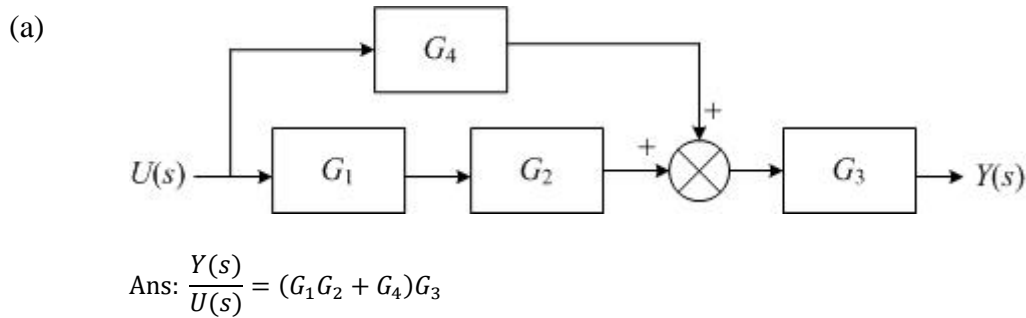 (a)
G₄
+
+
U(s) G₁ G₂ G₃ Y(s)
Ans: Y(s)/U(s) = (G₁G₂ + G₄)G₃